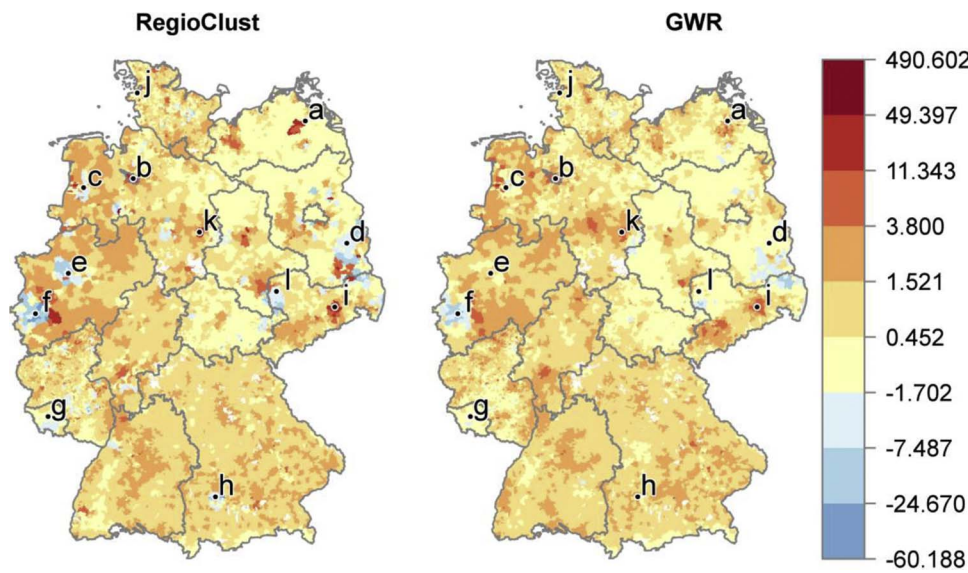 RegioClust
GWR
j
a
b
c
k
d
e
l
f
i
g
h
j
a
b
c
k
d
e
l
f
i
g
h
490.602
49.397
11.343
3.800
1.521
0.452
-1.702
-7.487
-24.670
-60.188